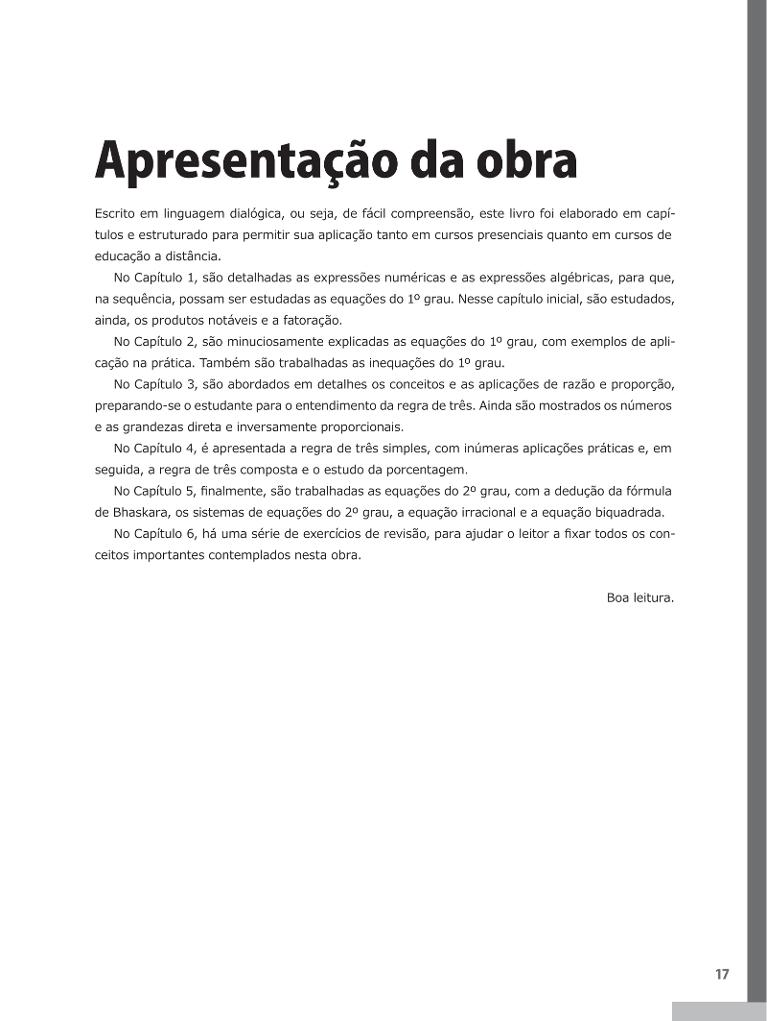 Apresentação da obra
Escrito em linguagem dialógica, ou seja, de fácil compreensão, este livro foi elaborado em capí-
tulos e estruturado para permitir sua aplicação tanto em cursos presenciais quanto em cursos de
educação a distância.
No Capítulo 1, são detalhadas as expressões numéricas e as expressões algébricas, para que,
na sequência, possam ser estudadas as equações do 1º grau. Nesse capítulo inicial, são estudados,
ainda, os produtos notáveis e a fatoração.
No Capítulo 2, são minuciosamente explicadas as equações do 1º grau, com exemplos de apli-
cação na prática. Também são trabalhadas as inequações do 1º grau.
No Capítulo 3, são abordados em detalhes os conceitos e as aplicações de razão e proporção,
preparando-se o estudante para o entendimento da regra de três. Ainda são mostrados os números
e as grandezas direta e inversamente proporcionais.
No Capítulo 4, é apresentada a regra de três simples, com inúmeras aplicações práticas e, em
seguida, a regra de três composta e o estudo da porcentagem.
No Capítulo 5, finalmente, são trabalhadas as equações do 2º grau, com a dedução da fórmula
de Bhaskara, os sistemas de equações do 2º grau, a equação irracional e a equação biquadrada.
No Capítulo 6, há uma série de exercícios de revisão, para ajudar o leitor a fixar todos os con-
ceitos importantes contemplados nesta obra.
Boa leitura.
17